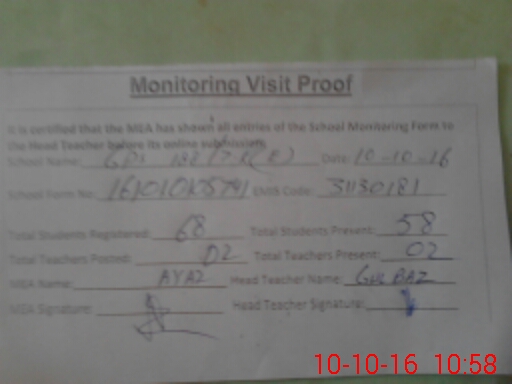 Monitoring Visit Proof
It is certified that the MEA has shown all entries of the School Monitoring Form to
the Head Teacher before its online submission.
School Name: GPS Date: 10-10-16
School Form No: EMIS Code: 31130181
Total Students Registered: 68 Total Students Present: 58
Total Teachers Posted: 02 Total Teachers Present: 02
MEA Name: AYAZ Head Teacher Name: GUL BAZ
MEA Signature: Head Teacher Signature:
10-10-16 10:58